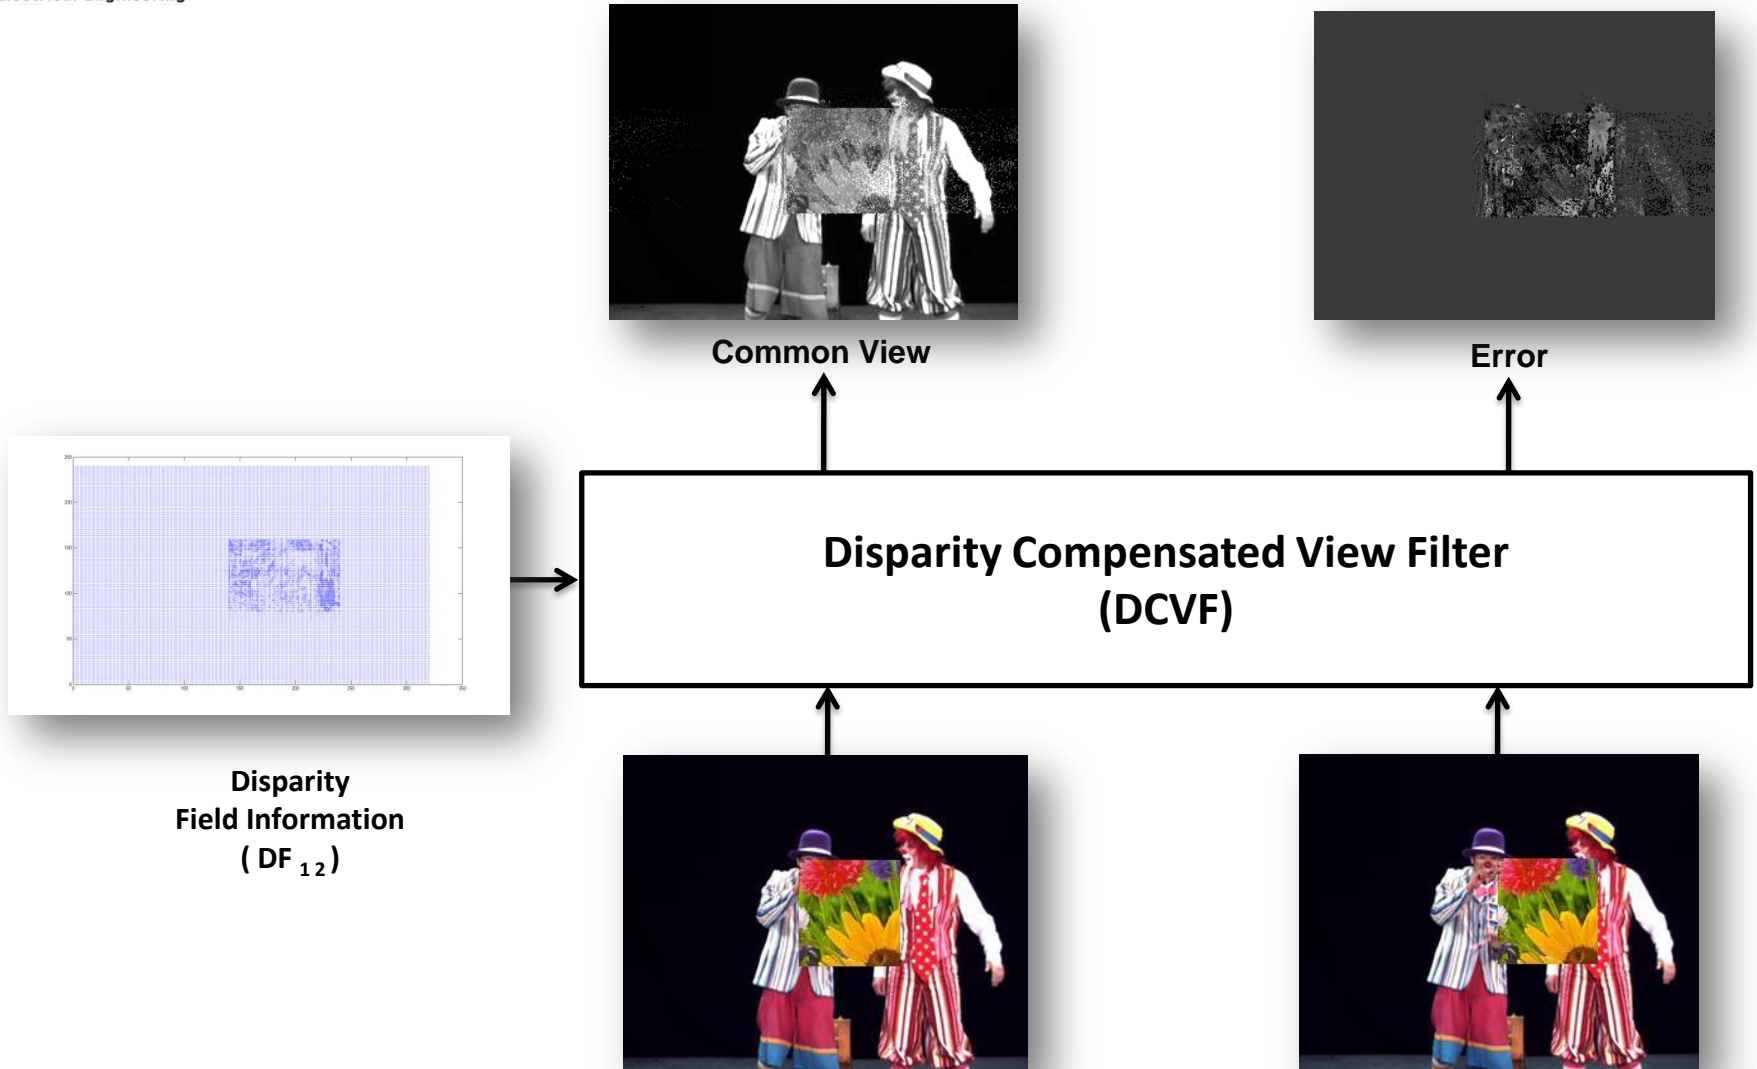 Common View
Error
Disparity Compensated View Filter
(DCVF)
Disparity
Field Information
( DF 1 2 )